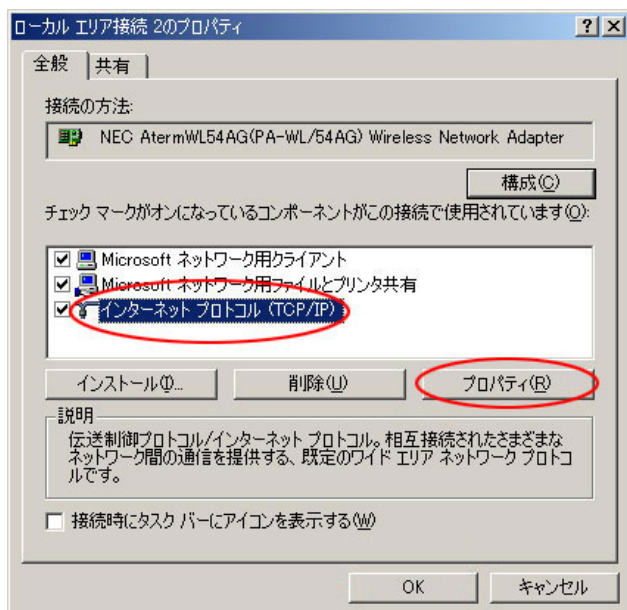 ローカル エリア接続 2のプロパティ
全般
共有
接続の方法:
NEC AtermWL54AG(PA-WL/54AG) Wireless Network Adapter
構成(C)
チェック マークがオンになっているコンポーネントがこの接続で使用されています(O):
Microsoft ネットワーク用クライアント
Microsoft ネットワーク用ファイルとプリンタ共有
インターネット プロトコル (TCP/IP)
インストール(I)...
削除(U)
プロパティ(R)
説明
伝送制御プロトコル/インターネット プロトコル。相互接続されたさまざまな
ネットワーク間の通信を提供する、既定のワイド エリア ネットワーク プロトコ
ルです。
接続時にタスク バーにアイコンを表示する(W)
OK
キャンセル